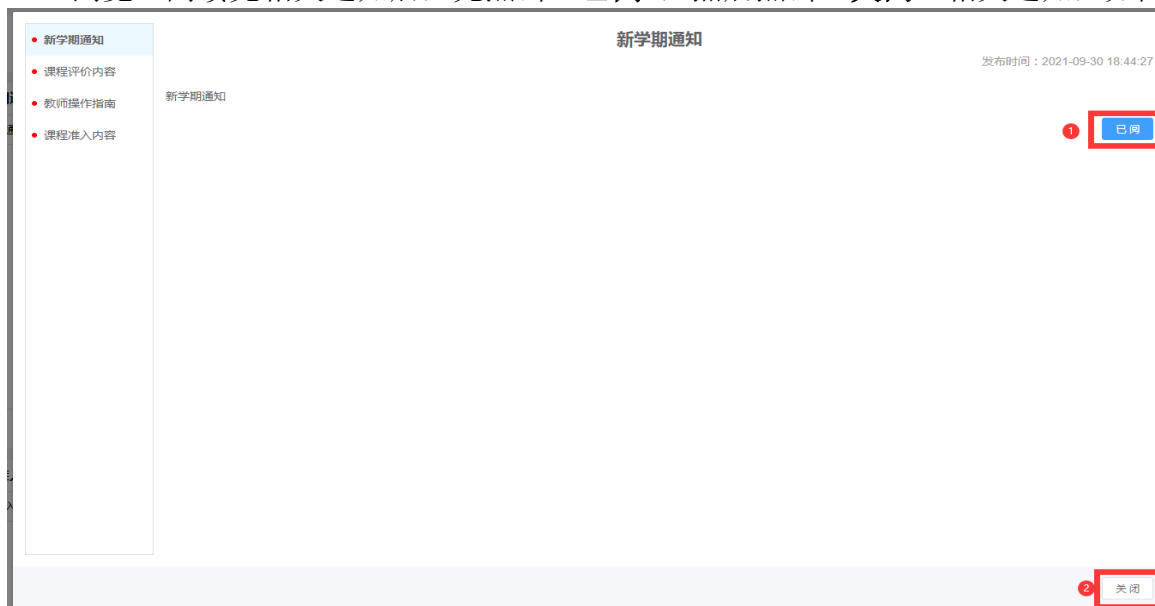 新学期通知
课程评价内容
教师操作指南
课程准入内容
新学期通知
发布时间：2021-09-30 18:44:27
新学期通知
1 已阅
2 关闭